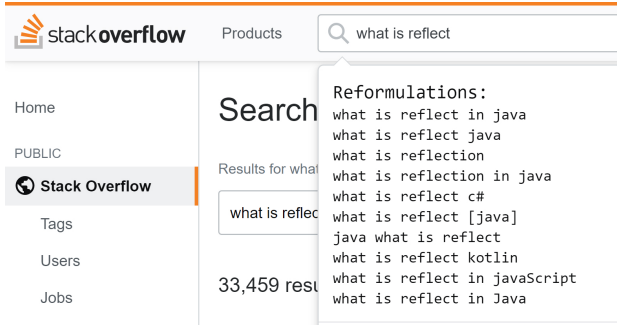 stackoverflow
Products
what is reflect
Home
PUBLIC
Stack Overflow
Tags
Users
Jobs
Search
Results for what
what is reflec
33,459 resu
Reformulations:
what is reflect in java
what is reflect java
what is reflection
what is reflection in java
what is reflect c#
what is reflect [java]
java what is reflect
what is reflect kotlin
what is reflect in javaScript
what is reflect in Java